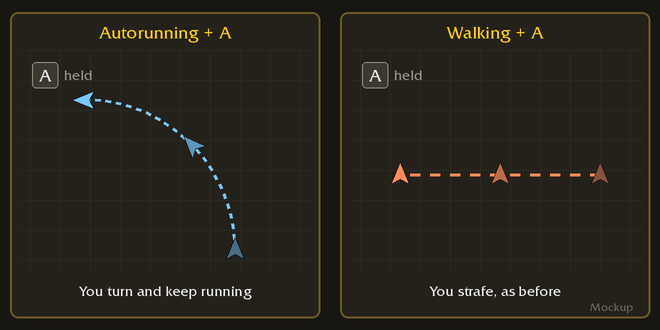 Autorunning + A
A held
You turn and keep running
Walking + A
A held
You strafe, as before
Mockup